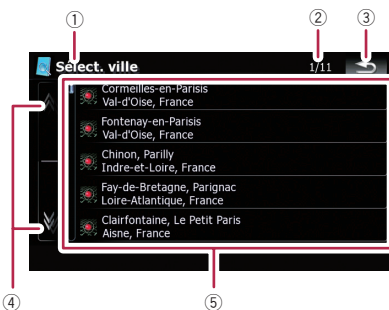 ① ② ③
Select. ville 1/11
Cormeilles-en-Parisis
Val-d'Oise, France
Fontenay-en-Parisis
Val-d'Oise, France
Chinon, Parilly
Indre-et-Loire, France
Fay-de-Bretagne, Parignac
Loire-Atlantique, France
Clairfontaine, Le Petit Paris
Aisne, France
④ ⑤